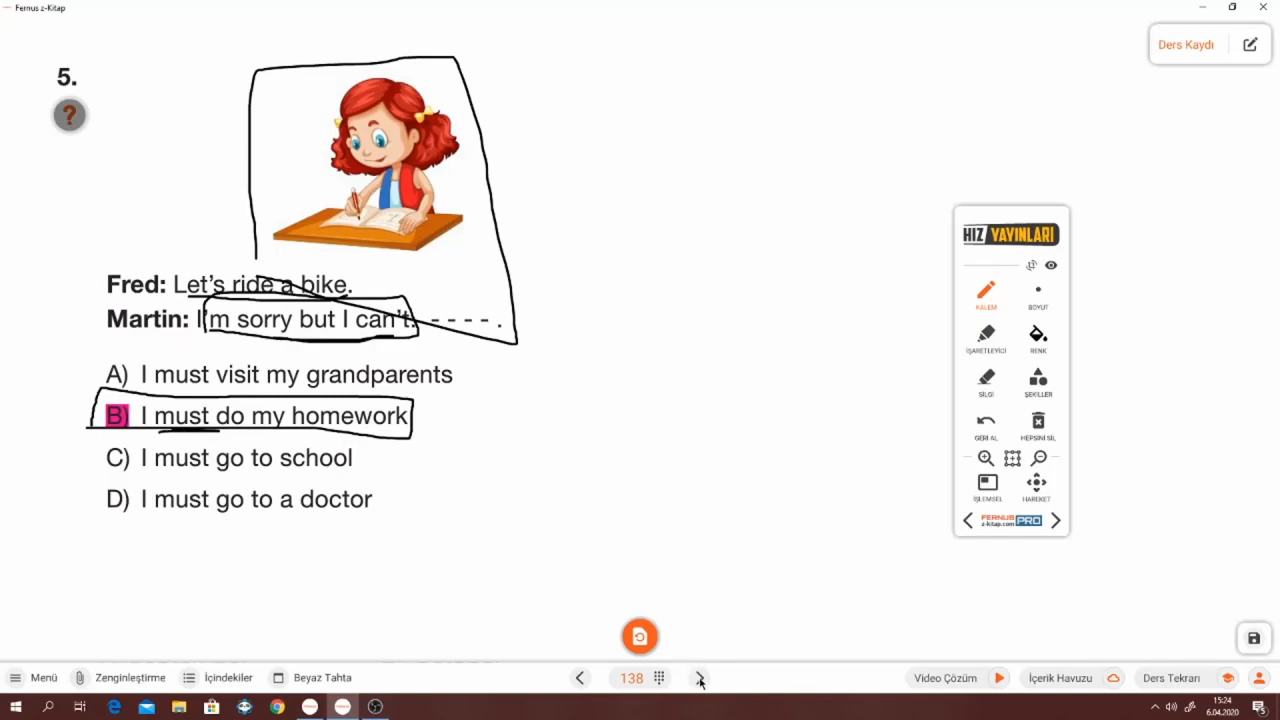 Fernus z-Kitap
Ders Kaydı
5.
?
Fred: Let's ride a bike.
Martin: I'm sorry but I can't. - - - - - .
A) I must visit my grandparents
B) I must do my homework
C) I must go to school
D) I must go to a doctor
HIZ YAYINLARI
KALEM
BOYUT
İŞARETLEYİCİ
RENK
SİLGİ
ŞEKİLLER
GERİ AL
HEPSİNİ SİL
İŞLEMSEL
HAREKET
FERNUS
z-kitap.com PRO
Menü
Zenginleştirme
İçindekiler
Beyaz Tahta
138
Video Çözüm
İçerik Havuzu
Ders Tekrarı
15:24
6.04.2020